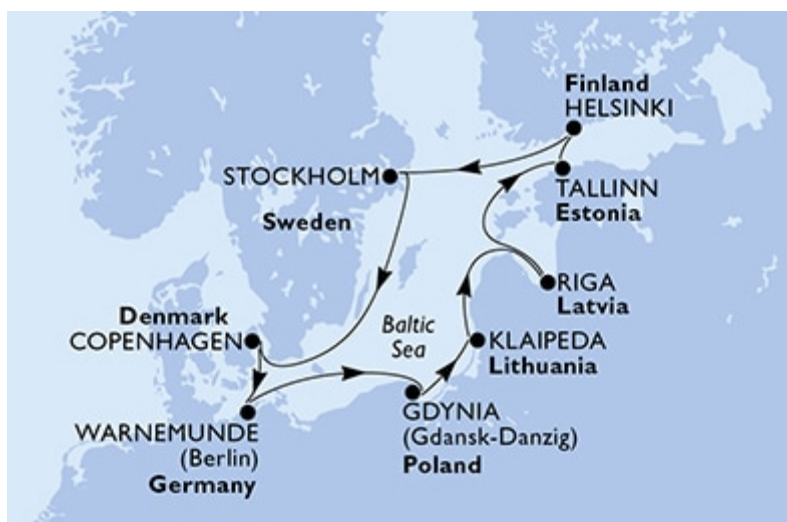 Finland
HELSINKI
STOCKHOLM
Sweden
TALLINN
Estonia
RIGA
Latvia
Denmark
COPENHAGEN
Baltic
Sea
KLAIPEDA
Lithuania
GDYNIA
(Gdansk-Danzig)
Poland
WARNEMUNDE
(Berlin)
Germany